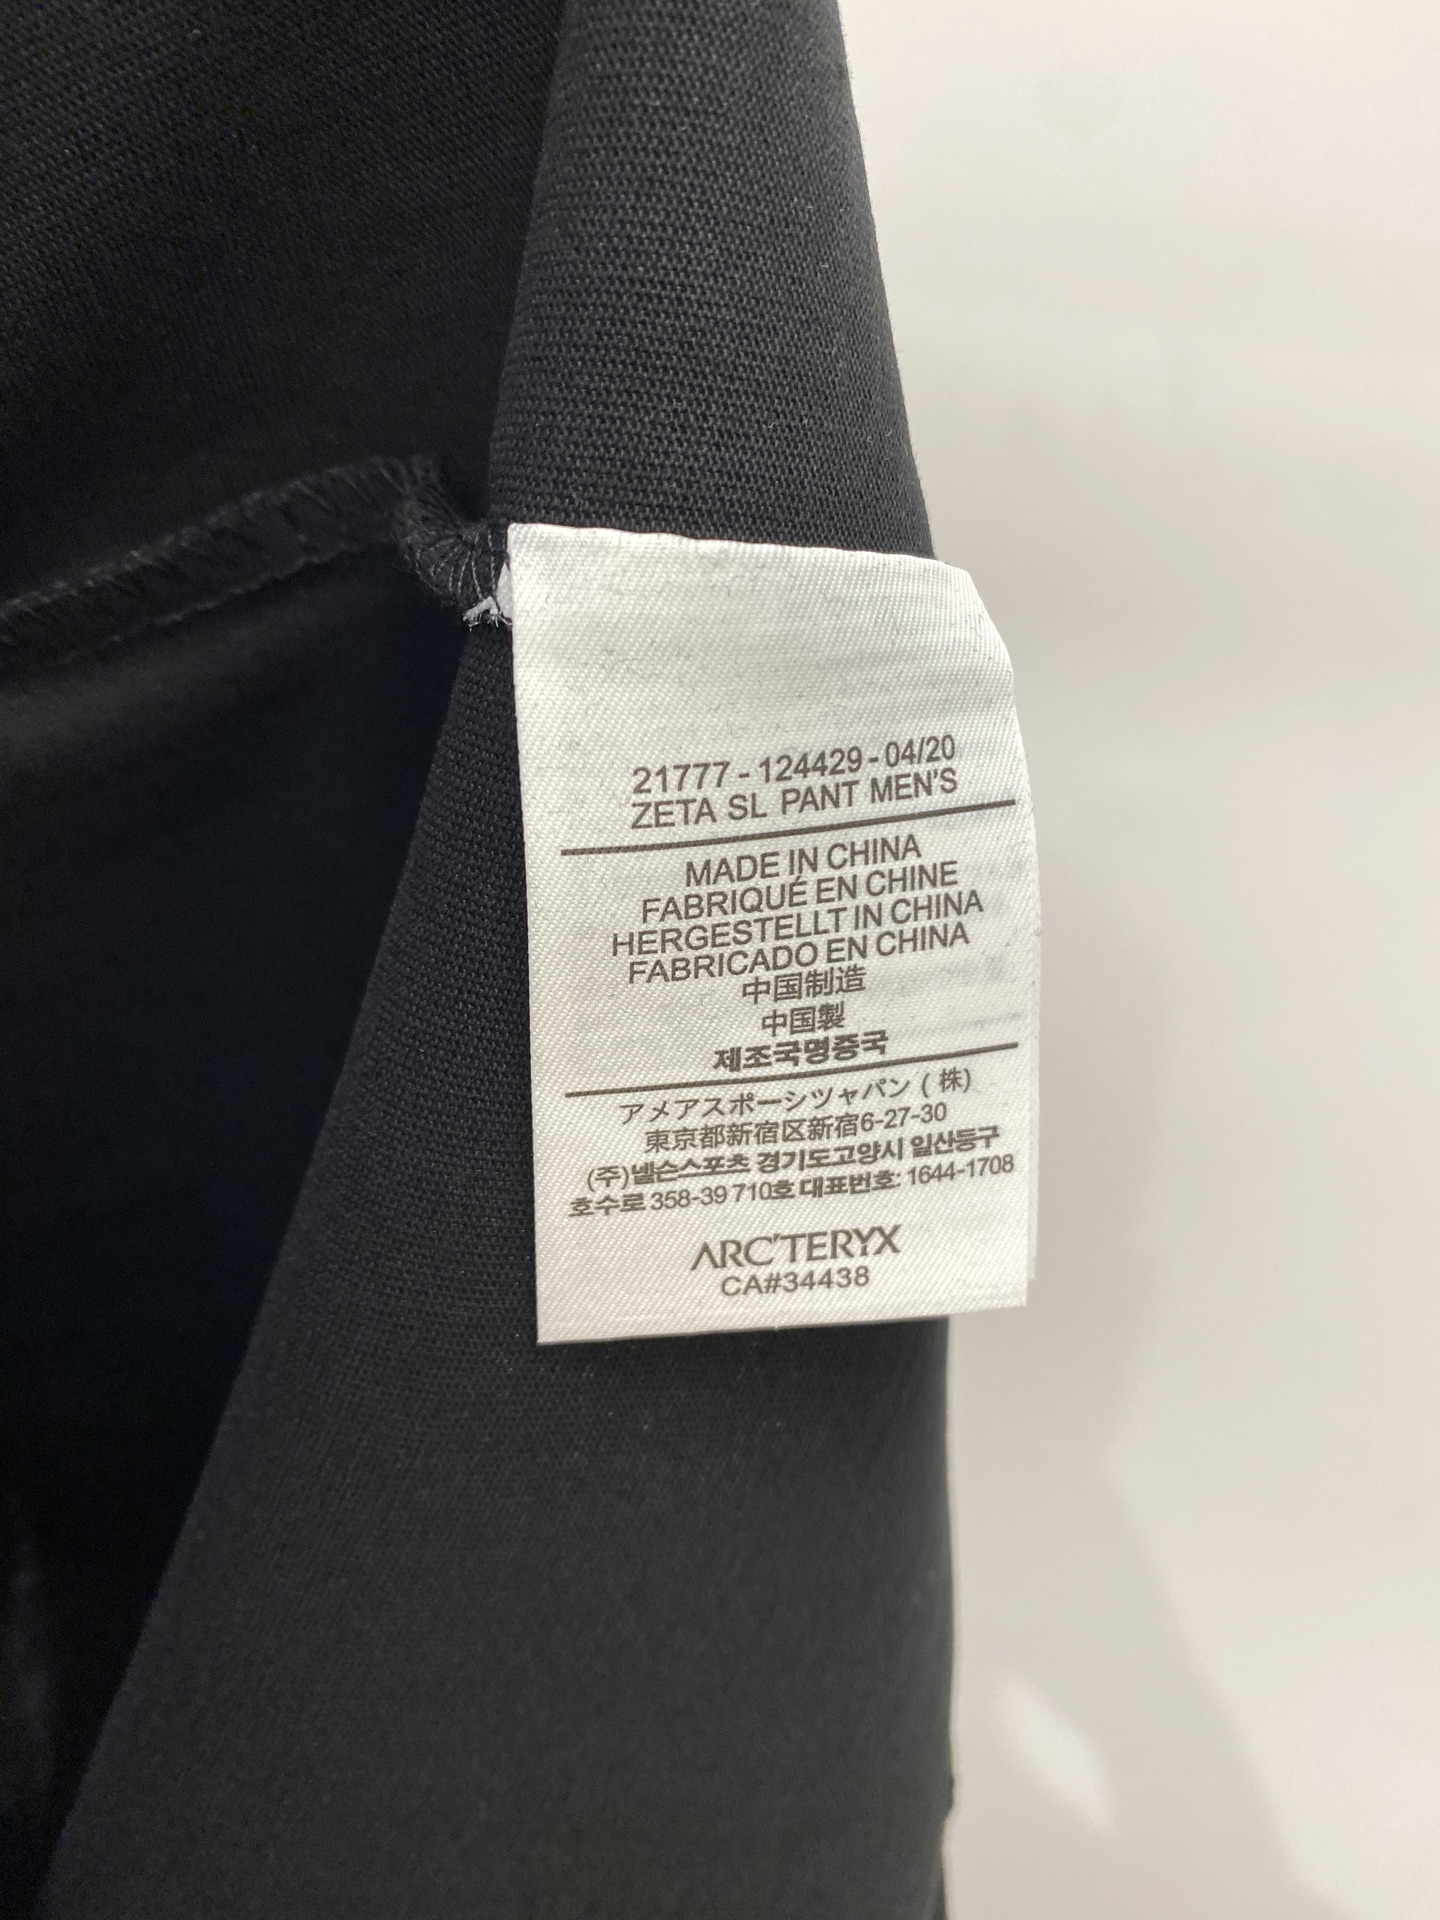 21777 - 124429 - 04/20
ZETA SL PANT MEN'S
MADE IN CHINA
FABRIQUÉ EN CHINE
HERGESTELLT IN CHINA
FABRICADO EN CHINA
中国制造
中国製
제조국명중국
アメアスポーシツャパン (株)
東京都新宿区新宿6-27-30
(주)넬슨스포츠 경기도고양시 일산동구
호수로 358-39 710호 대표번호: 1644-1708
ARC'TERYX
CA#34438